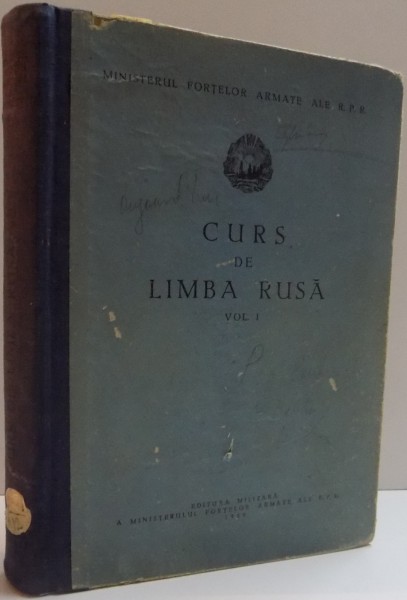 MINISTERUL FORȚELOR ARMATE ALE R.P.R.
CURS
DE
LIMBA RUSĂ
VOL. I
EDITURA MILITARĂ
A MINISTERULUI FORȚELOR ARMATE ALE R.P.R.